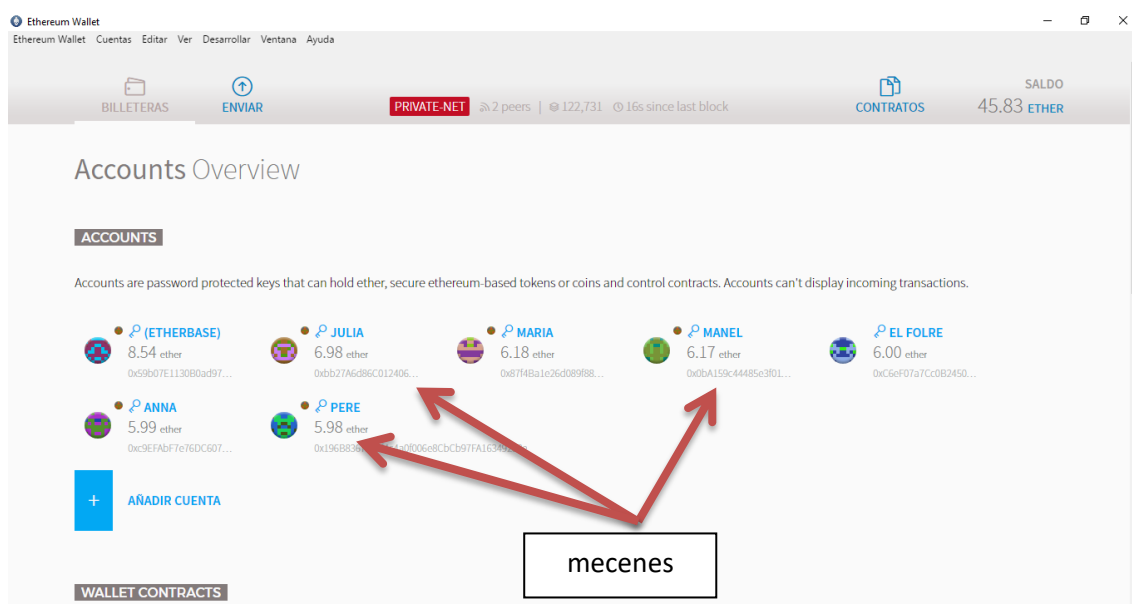 Ethereum Wallet
Ethereum Wallet Cuentas Editar Ver Desarrollar Ventana Ayuda
BILLETERAS ENVIAR PRIVATE-NET 2 peers | 122,731 16s since last block CONTRATOS SALDO 45.83 ETHER
Accounts Overview
ACCOUNTS
Accounts are password protected keys that can hold ether, secure ethereum-based tokens or coins and control contracts. Accounts can't display incoming transactions.
(ETHERBASE) JULIA MARIA MANEL EL FOLRE
8.54 ether 6.98 ether 6.18 ether 6.17 ether 6.00 ether
0x59b07E1130B0ad97... 0xbb27A6d86C012406... 0x87f4Ba1e26d089f88... 0x0bA159c44485e3f01... 0xC6eF07a7Cc0B2450...
ANNA PERE
5.99 ether 5.98 ether
0xc9EFAbF7e76DC607...
+ AÑADIR CUENTA
mecenes
WALLET CONTRACTS